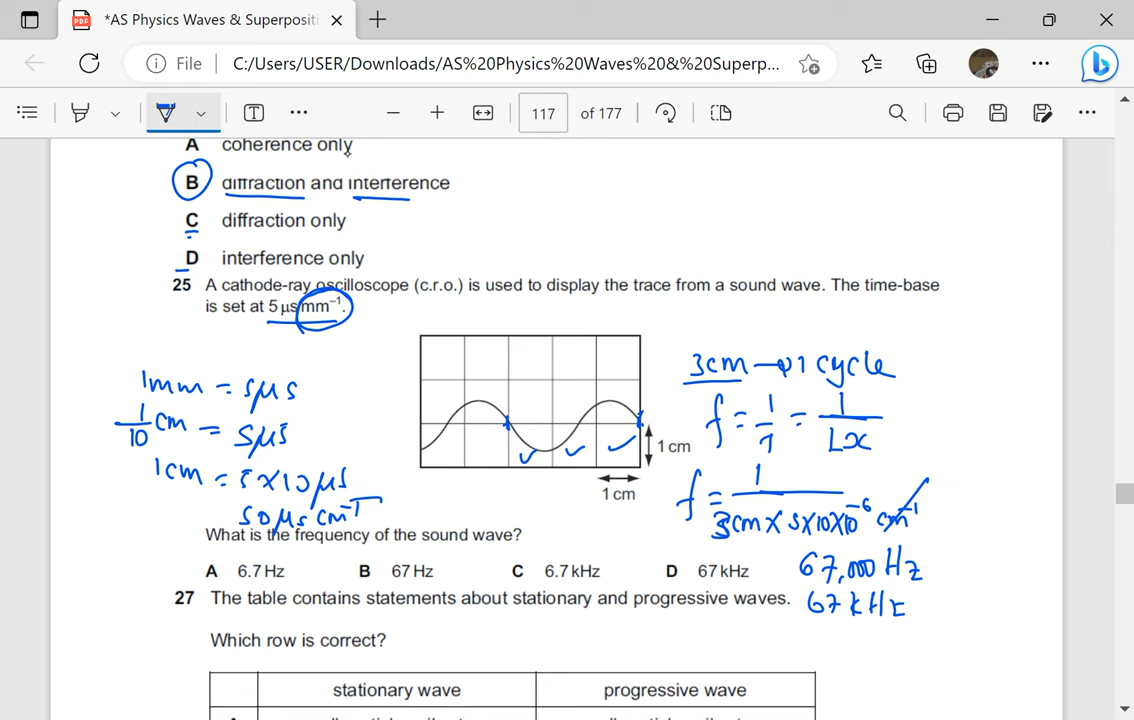 *AS Physics Waves & Superpositi
File
C:/Users/USER/Downloads/AS%20Physics%20Waves%20&%20Superp...
117 of 177
A coherence only
B diffraction and interference
C diffraction only
D interference only
25 A cathode-ray oscilloscope (c.r.o.) is used to display the trace from a sound wave. The time-base
is set at 5 μs mm⁻¹.
1 cm
1 cm
1mm = 5μs
1/10 cm = 5μs
1cm = 5×10μs
50μs cm⁻¹
3cm → 1 cycle
f = 1/T = 1/Lx
f = 1/3cm × 5×10×10⁻⁶ cm⁻¹
67,000 Hz
67 kHz
What is the frequency of the sound wave?
A 6.7 Hz B 67 Hz C 6.7 kHz D 67 kHz
27 The table contains statements about stationary and progressive waves.
Which row is correct?
stationary wave progressive wave